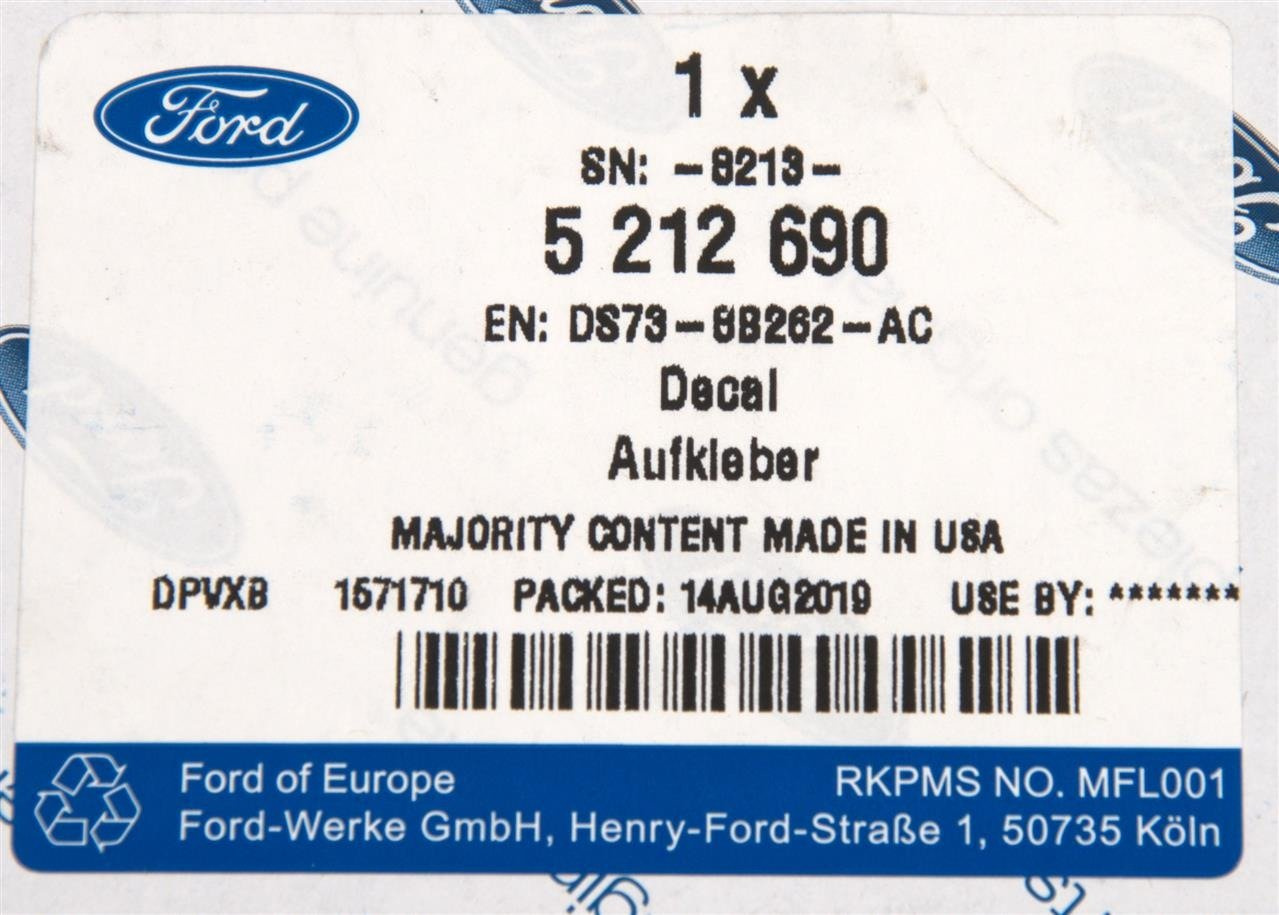 Ford
1 x
SN: -8213-
5 212 690
EN: DS73-8B262-AC
Decal
Aufkleber
MAJORITY CONTENT MADE IN USA
DPVXB 1571710 PACKED: 14AUG2019 USE BY: *******
Ford of Europe RKPMS NO. MFL001
Ford-Werke GmbH, Henry-Ford-Straße 1, 50735 Köln
genuine
piezas